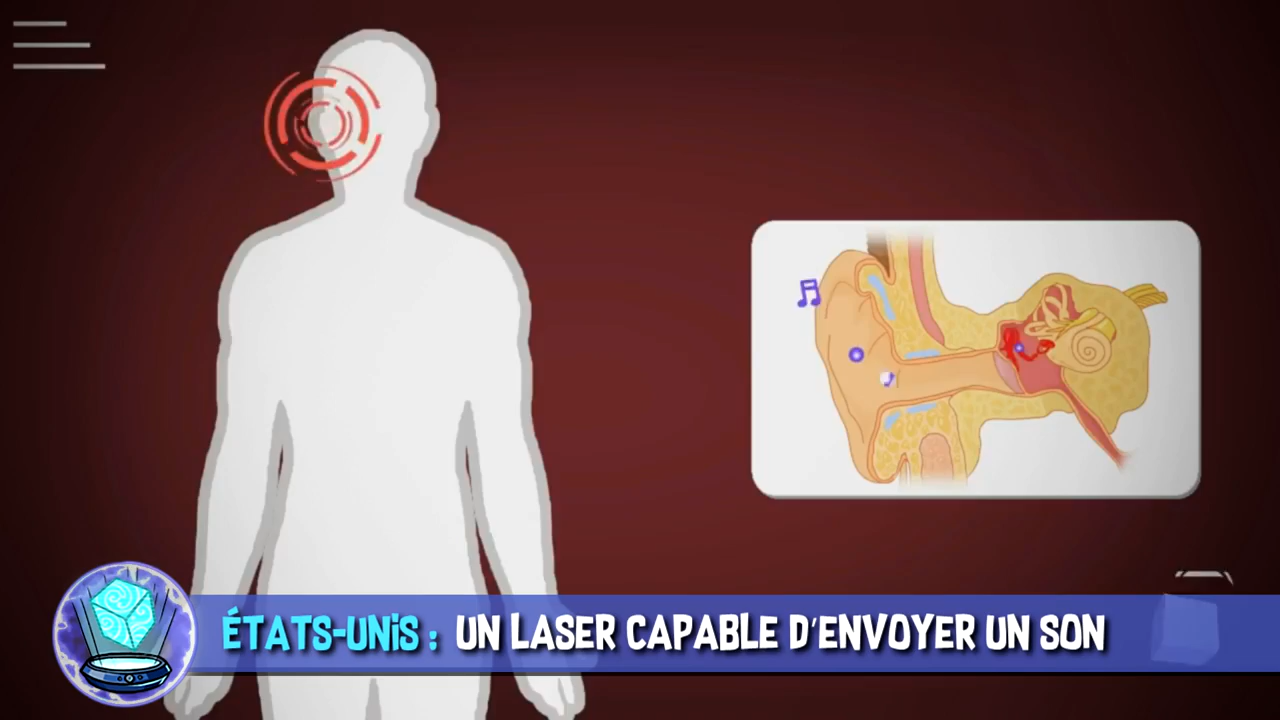 ÉTATS-UNIS : UN LASER CAPABLE D'ENVOYER UN SON